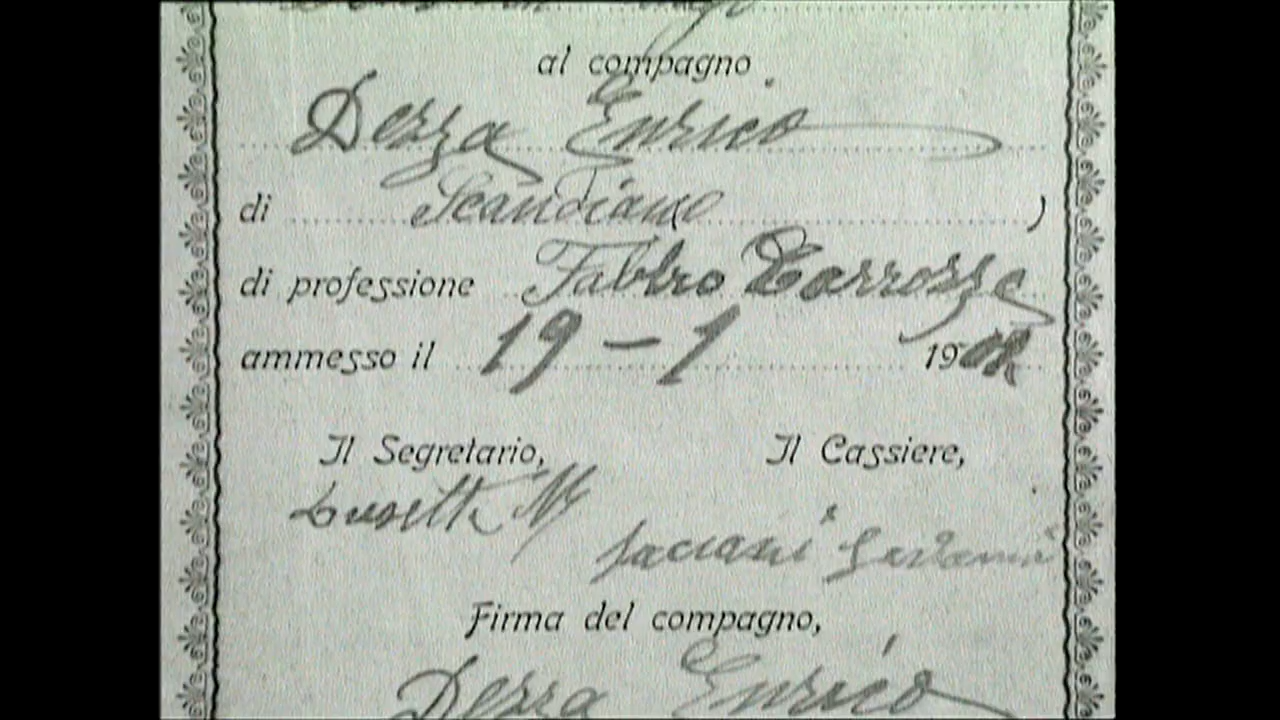 al compagno
Dezza Enrico
di Scandiano )
di professione Fabbro Carrozze
ammesso il 19 - 1 19
Il Segretario, Il Cassiere,
Lusetti M
Firma del compagno,
Dezza Enrico